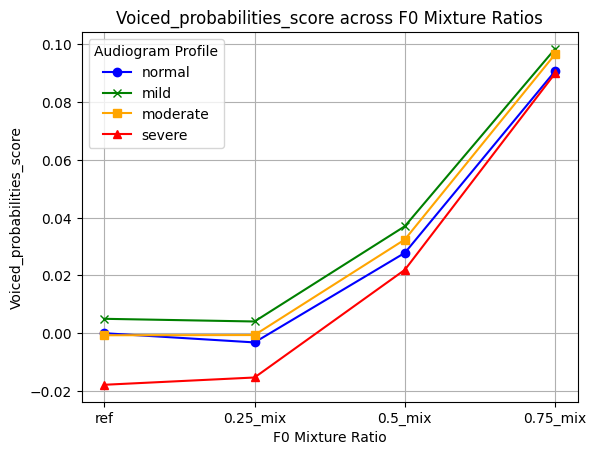 Voiced_probabilities_score across F0 Mixture Ratios
Audiogram Profile
normal
mild
moderate
severe
Voiced_probabilities_score
0.10
0.08
0.06
0.04
0.02
0.00
−0.02
ref
0.25_mix
0.5_mix
0.75_mix
F0 Mixture Ratio